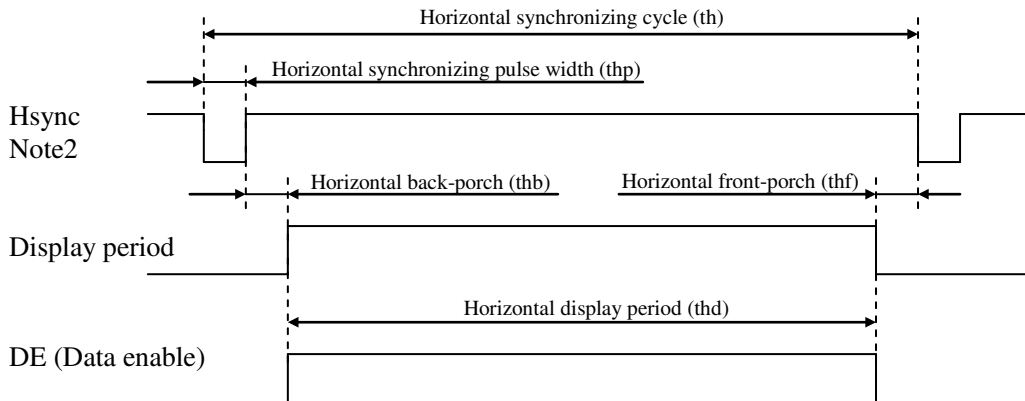 Horizontal synchronizing cycle (th)
Horizontal synchronizing pulse width (thp)
Hsync
Note2
Horizontal back-porch (thb)
Horizontal front-porch (thf)
Display period
Horizontal display period (thd)
DE (Data enable)